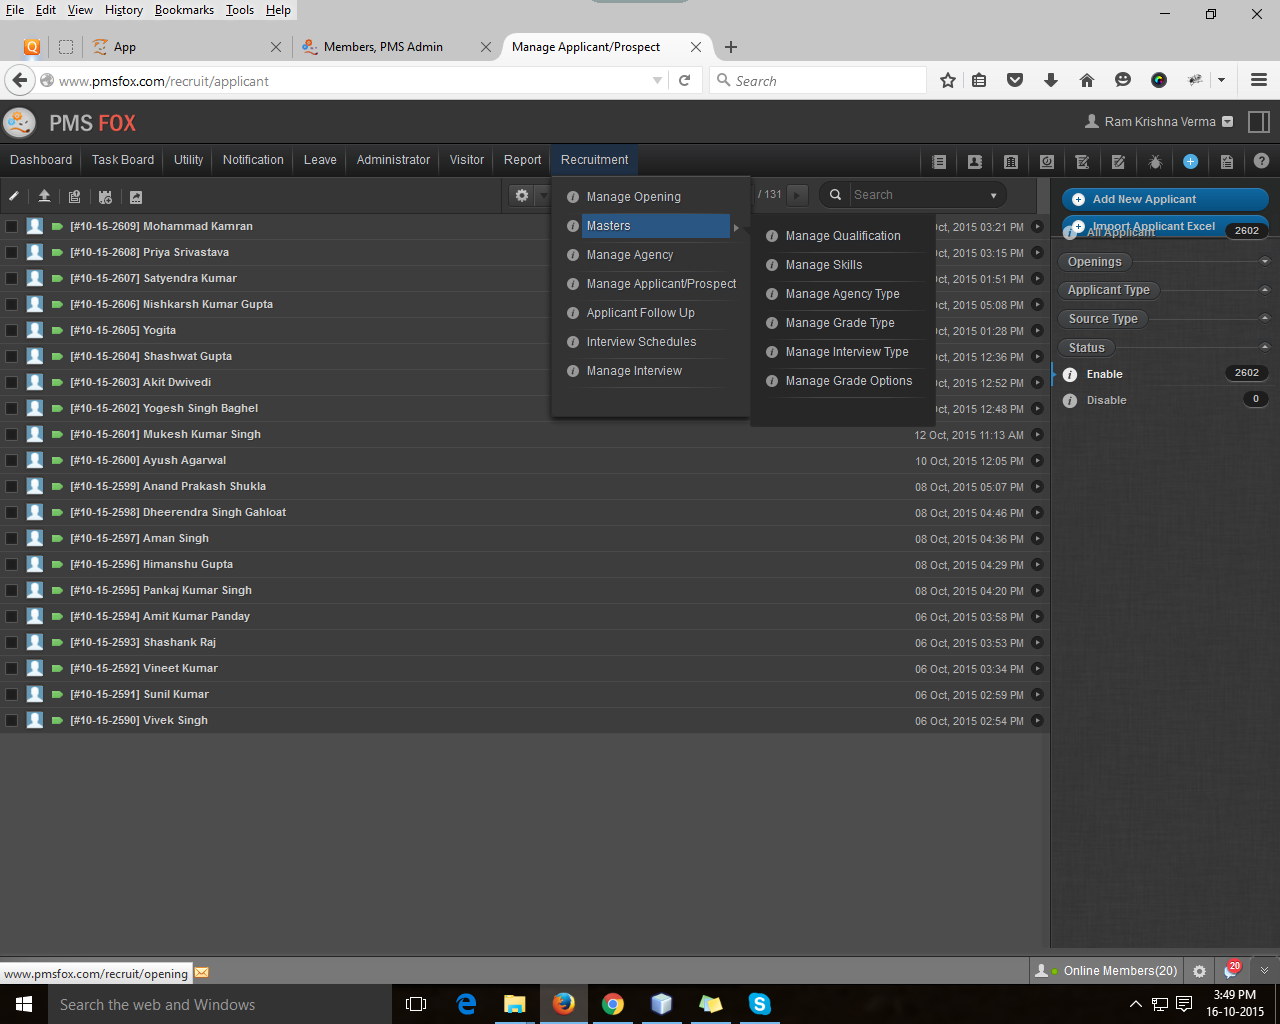 File Edit View History Bookmarks Tools Help
App
Members, PMS Admin
Manage Applicant/Prospect
www.pmsfox.com/recruit/applicant
Search
PMS FOX
Ram Krishna Verma
Dashboard Task Board Utility Notification Leave Administrator Visitor Report Recruitment
/ 131
Search
Manage Opening
Masters
Manage Agency
Manage Applicant/Prospect
Applicant Follow Up
Interview Schedules
Manage Interview
Manage Qualification
Manage Skills
Manage Agency Type
Manage Grade Type
Manage Interview Type
Manage Grade Options
[#10-15-2609] Mohammad Kamran ct, 2015 03:21 PM
[#10-15-2608] Priya Srivastava ct, 2015 03:15 PM
[#10-15-2607] Satyendra Kumar ct, 2015 01:51 PM
[#10-15-2606] Nishkarsh Kumar Gupta ct, 2015 05:08 PM
[#10-15-2605] Yogita ct, 2015 01:28 PM
[#10-15-2604] Shashwat Gupta ct, 2015 12:36 PM
[#10-15-2603] Akit Dwivedi ct, 2015 12:52 PM
[#10-15-2602] Yogesh Singh Baghel ct, 2015 12:48 PM
[#10-15-2601] Mukesh Kumar Singh 12 Oct, 2015 11:13 AM
[#10-15-2600] Ayush Agarwal 10 Oct, 2015 12:05 PM
[#10-15-2599] Anand Prakash Shukla 08 Oct, 2015 05:07 PM
[#10-15-2598] Dheerendra Singh Gahloat 08 Oct, 2015 04:46 PM
[#10-15-2597] Aman Singh 08 Oct, 2015 04:36 PM
[#10-15-2596] Himanshu Gupta 08 Oct, 2015 04:29 PM
[#10-15-2595] Pankaj Kumar Singh 08 Oct, 2015 04:20 PM
[#10-15-2594] Amit Kumar Panday 06 Oct, 2015 03:58 PM
[#10-15-2593] Shashank Raj 06 Oct, 2015 03:53 PM
[#10-15-2592] Vineet Kumar 06 Oct, 2015 03:34 PM
[#10-15-2591] Sunil Kumar 06 Oct, 2015 02:59 PM
[#10-15-2590] Vivek Singh 06 Oct, 2015 02:54 PM
Add New Applicant
Import Applicant Excel
All Applicant 2602
Openings
Applicant Type
Source Type
Status
Enable 2602
Disable 0
www.pmsfox.com/recruit/opening
Online Members(20)
20
Search the web and Windows
3:49 PM
16-10-2015